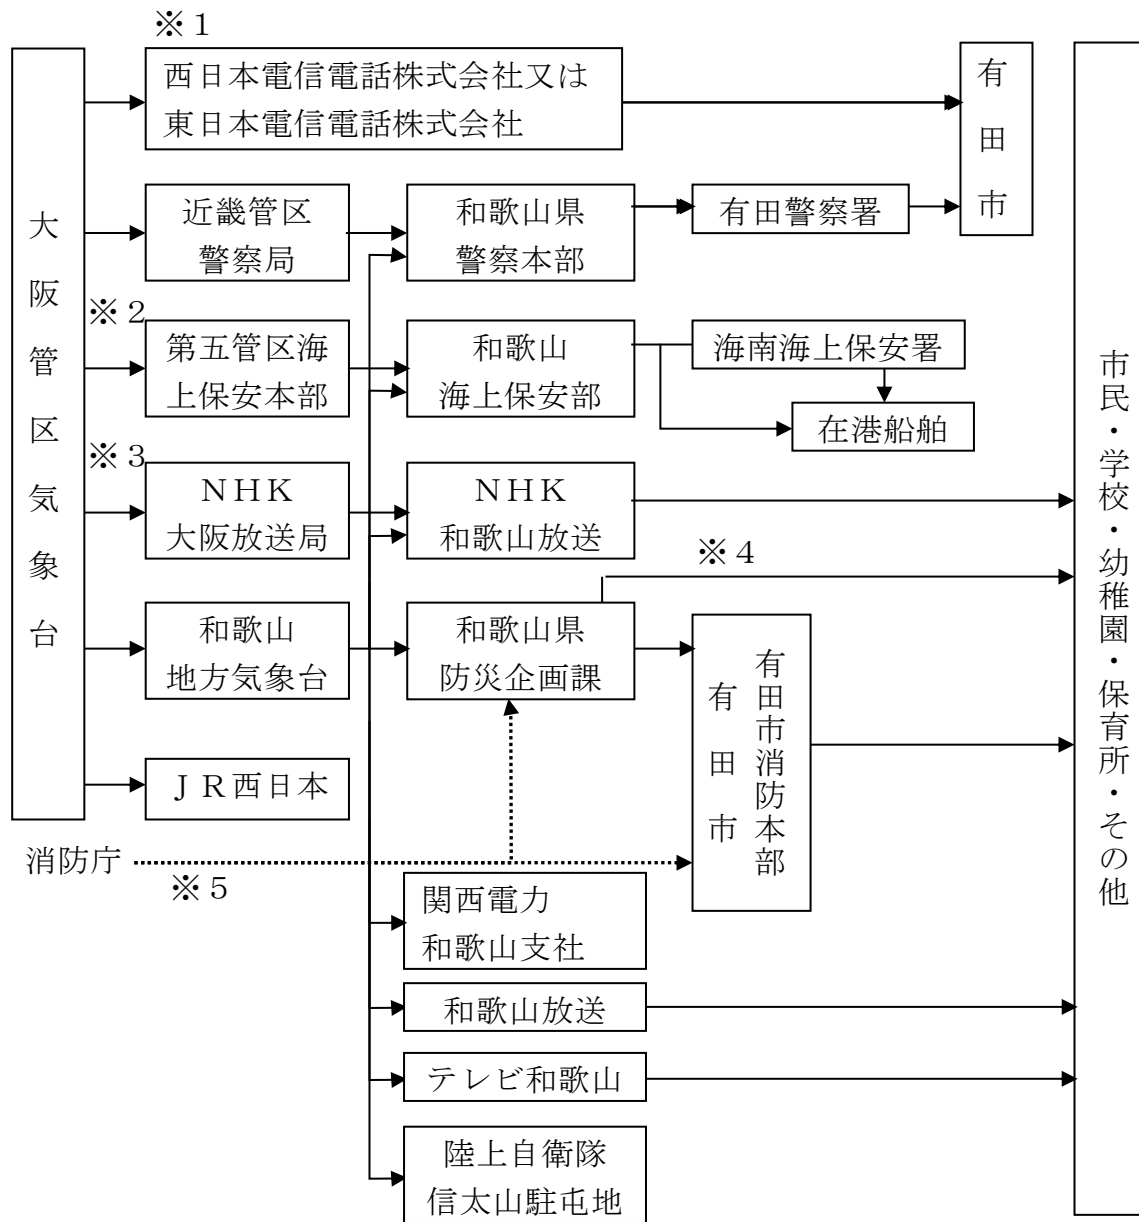 ※１
西日本電信電話株式会社又は
東日本電信電話株式会社
有田市
大阪管区気象台
近畿管区
警察局
和歌山県
警察本部
有田警察署
※２
第五管区海
上保安本部
和歌山
海上保安部
海南海上保安署
在港船舶
※３
ＮＨＫ
大阪放送局
ＮＨＫ
和歌山放送
※４
和歌山
地方気象台
和歌山県
防災企画課
有田市消防本部
有田市
市民・学校・幼稚園・保育所・その他
ＪＲ西日本
消防庁
※５
関西電力
和歌山支社
和歌山放送
テレビ和歌山
陸上自衛隊
信太山駐屯地